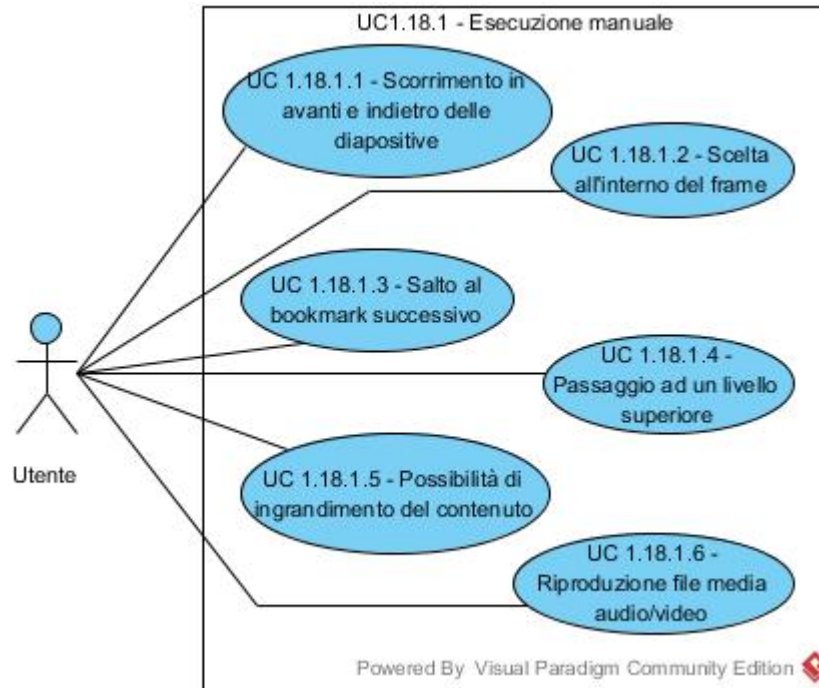 UC1.18.1 - Esecuzione manuale
UC 1.18.1.1 - Scorrimento in
avanti e indietro delle
diapositive
UC 1.18.1.2 - Scelta
all'interno del frame
UC 1.18.1.3 - Salto al
bookmark successivo
UC 1.18.1.4 -
Passaggio ad un livello
superiore
Utente
UC 1.18.1.5 - Possibilità di
ingrandimento del contenuto
UC 1.18.1.6 -
Riproduzione file media
audio/video
Powered By Visual Paradigm Community Edition